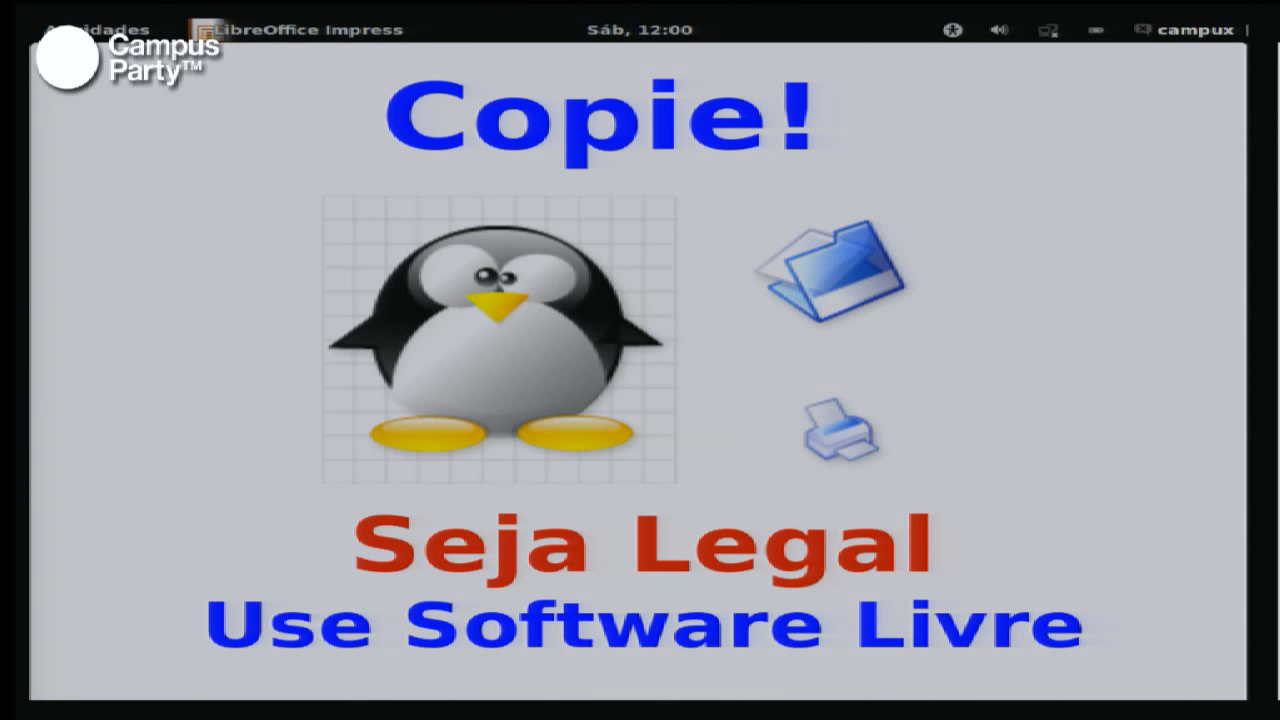 LibreOffice Impress
Sáb, 12:00
campux
Campus
Party™
Copie!
Seja Legal
Use Software Livre